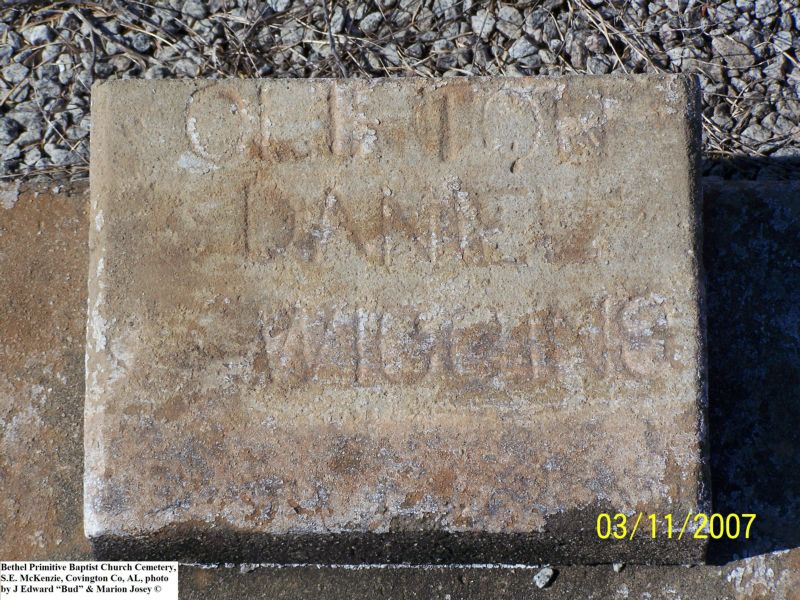 CLIFTON
DANIEL
WIGGINS
03/11/2007
Bethel Primitive Baptist Church Cemetery,
S.E. McKenzie, Covington Co, AL, photo
by J Edward “Bud” & Marion Josey ©